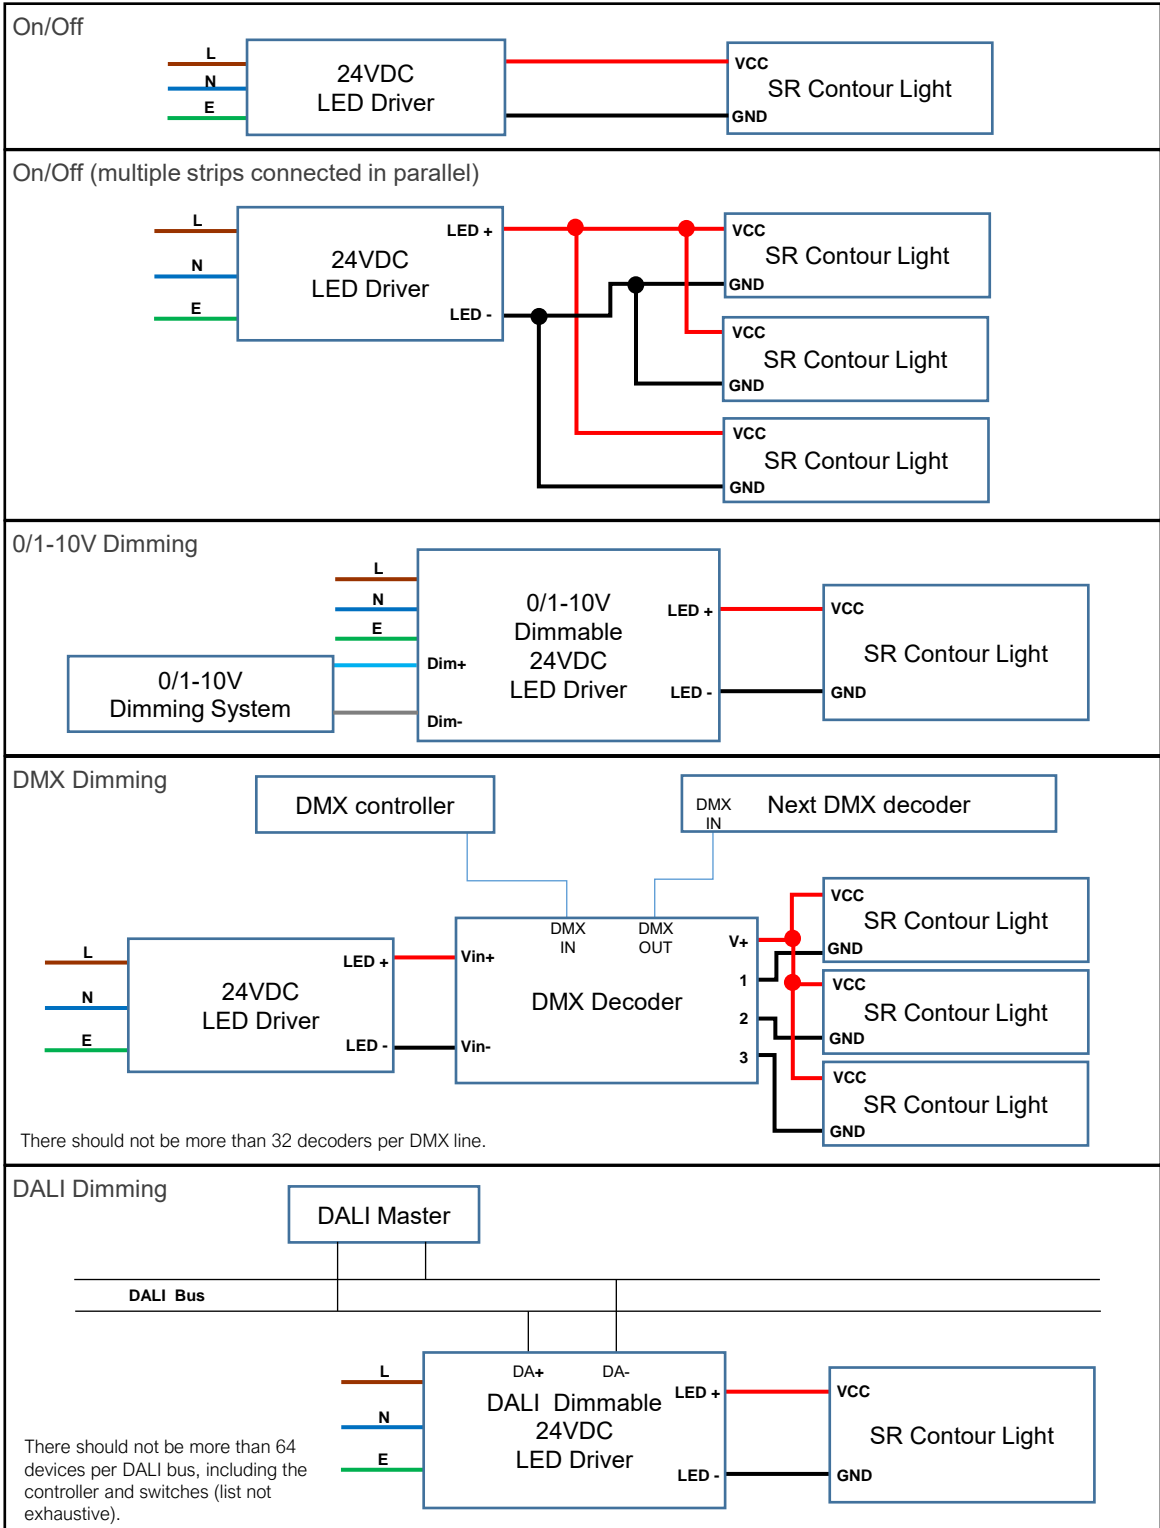 On/Off
L
N
E
24VDC
LED Driver
VCC
SR Contour Light
GND
On/Off (multiple strips connected in parallel)
L
N
E
24VDC
LED Driver
LED +
LED -
VCC
SR Contour Light
GND
VCC
SR Contour Light
GND
VCC
SR Contour Light
GND
0/1-10V Dimming
L
N
E
0/1-10V
Dimming System
Dim+
Dim-
0/1-10V
Dimmable
24VDC
LED Driver
LED +
LED -
VCC
SR Contour Light
GND
DMX Dimming
DMX controller
DMX
IN
Next DMX decoder
L
N
E
24VDC
LED Driver
LED +
LED -
Vin+
Vin-
DMX
IN
DMX
OUT
DMX Decoder
V+
1
2
3
VCC
SR Contour Light
GND
VCC
SR Contour Light
GND
VCC
SR Contour Light
GND
There should not be more than 32 decoders per DMX line.
DALI Dimming
DALI Master
DALI Bus
L
N
E
DA+
DA-
DALI Dimmable
24VDC
LED Driver
LED +
LED -
VCC
SR Contour Light
GND
There should not be more than 64
devices per DALI bus, including the
controller and switches (list not
exhaustive).